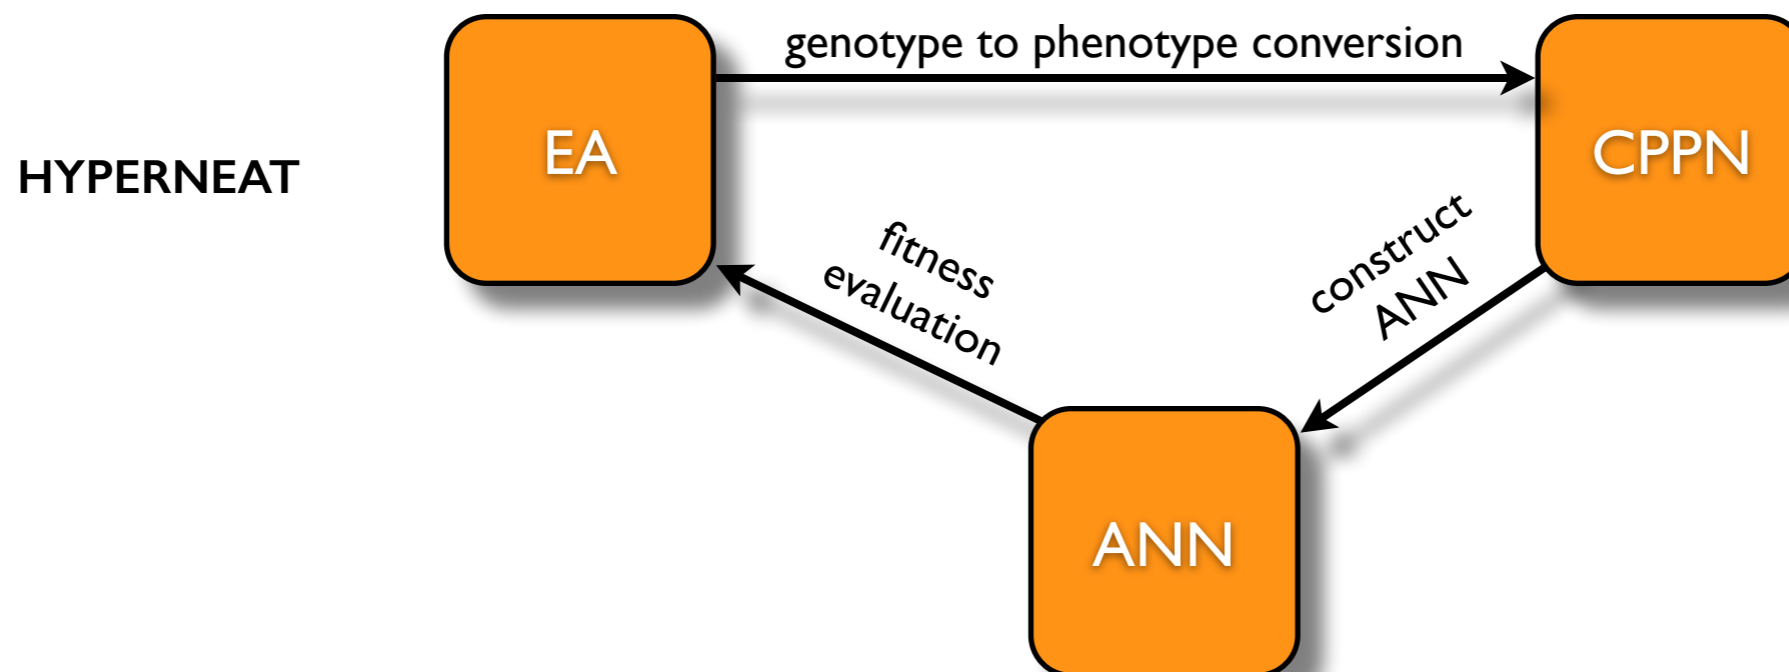 genotype to phenotype conversion
HYPERNEAT
EA
CPPN
fitness
evaluation
construct
ANN
ANN